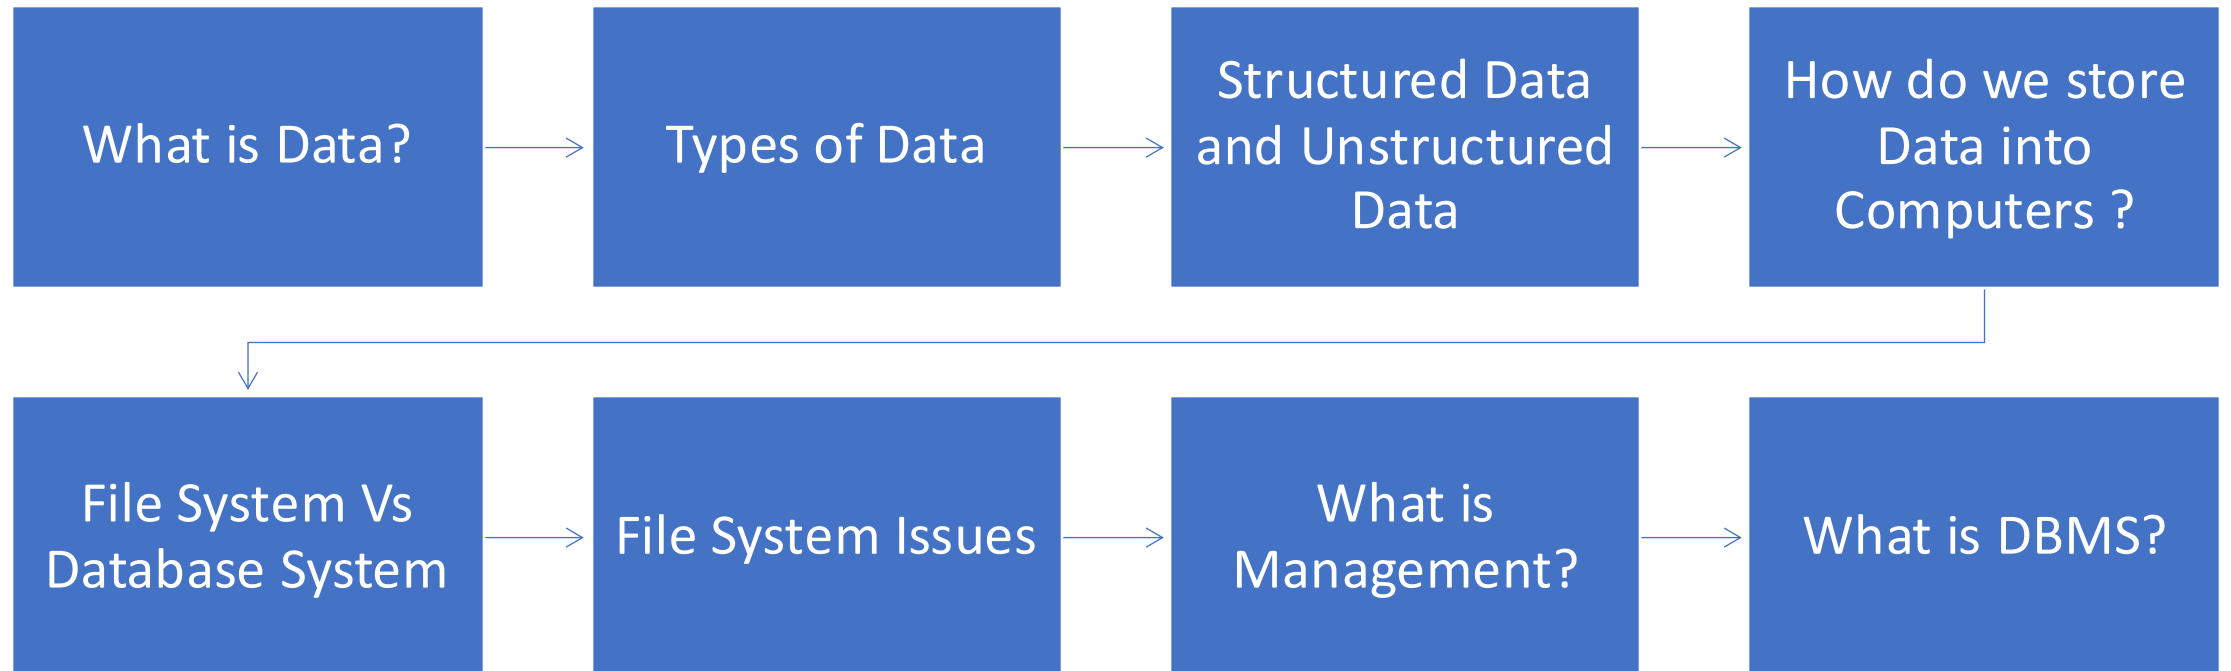 What is Data?
Types of Data
Structured Data
and Unstructured
Data
How do we store
Data into
Computers ?
File System Vs
Database System
File System Issues
What is
Management?
What is DBMS?